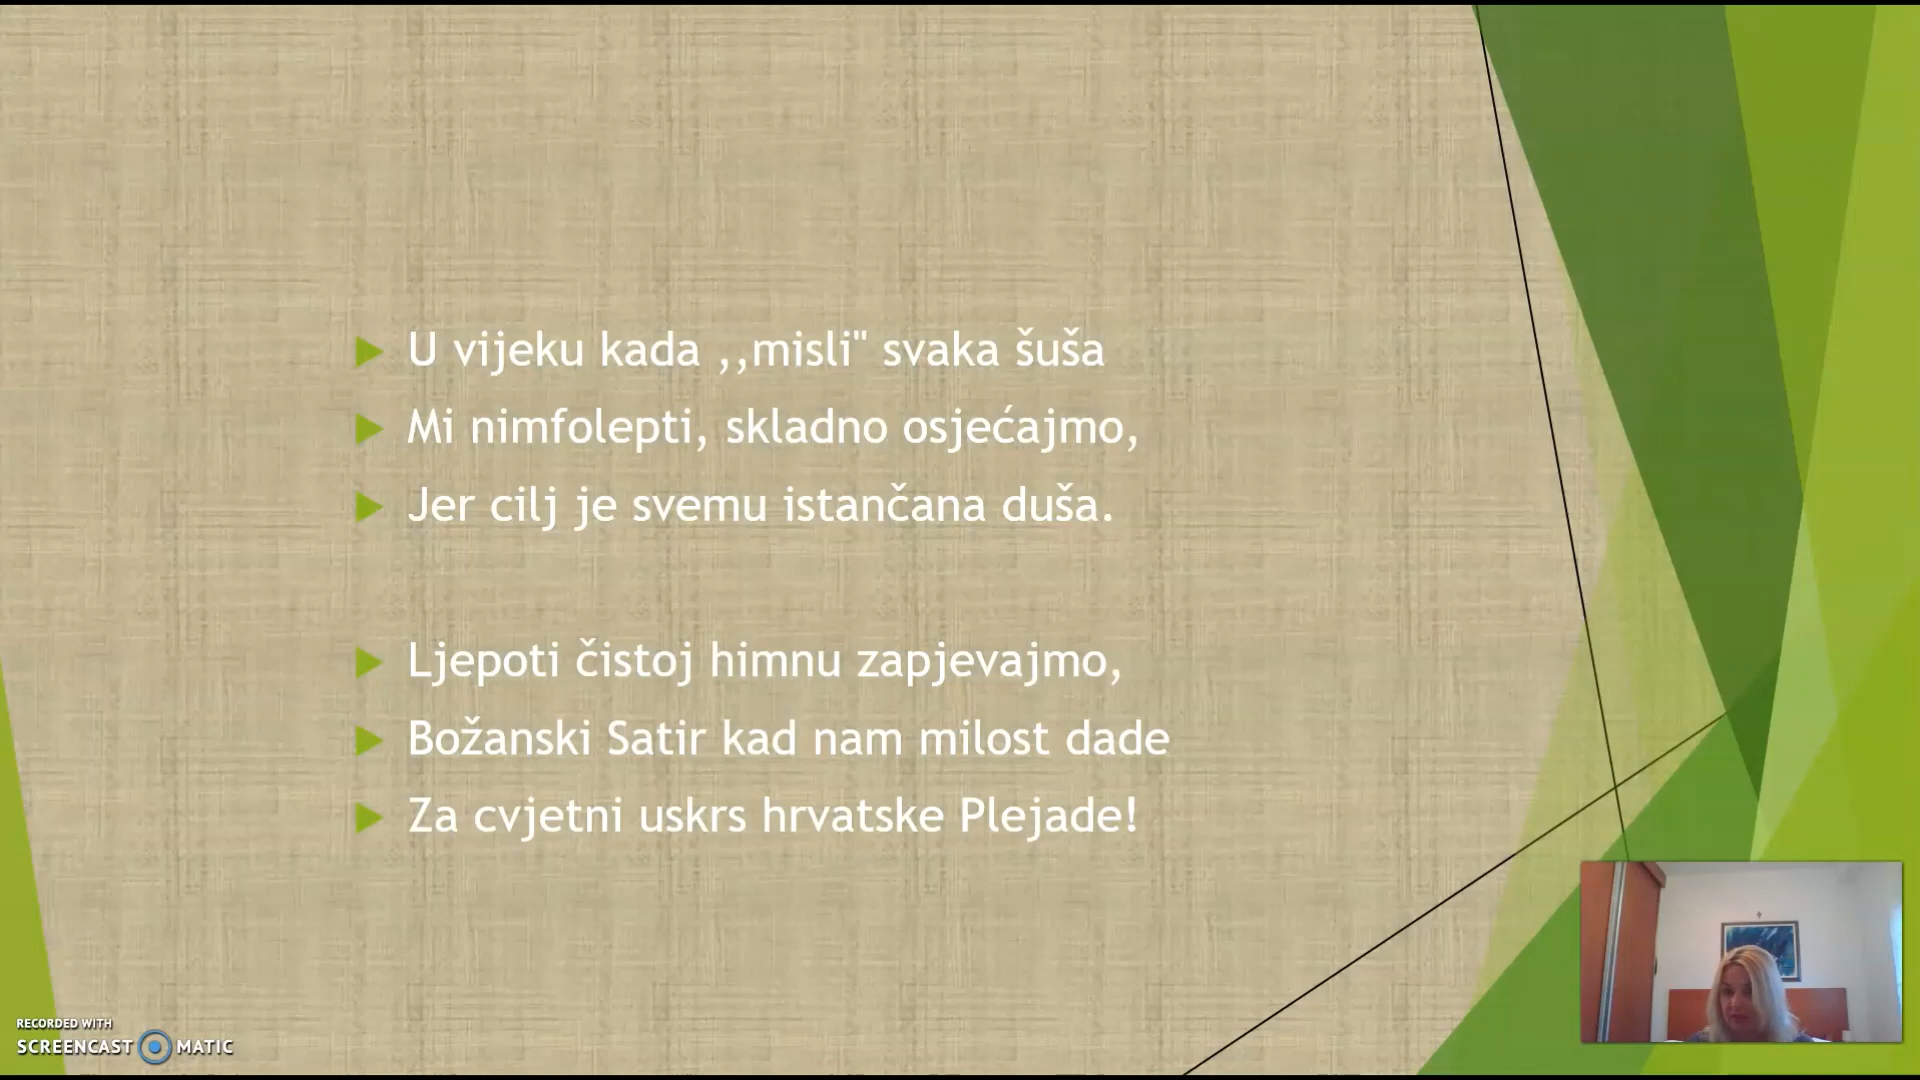 U vijeku kada ,,misli" svaka šuša
Mi nimfolepti, skladno osjećajmo,
Jer cilj je svemu istančana duša.
Ljepoti čistoj himnu zapjevajmo,
Božanski Satir kad nam milost dade
Za cvjetni uskrs hrvatske Plejade!
RECORDED WITH
SCREENCAST MATIC